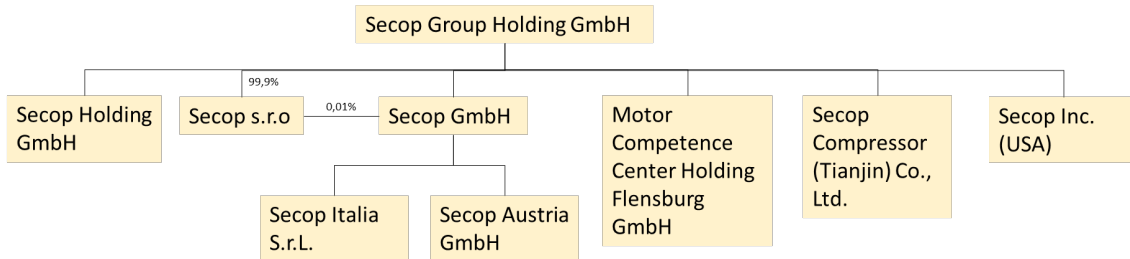 Secop Group Holding GmbH
99,9%
0,01%
Secop Holding
GmbH
Secop s.r.o
Secop GmbH
Motor
Competence
Center Holding
Flensburg
GmbH
Secop
Compressor
(Tianjin) Co.,
Ltd.
Secop Inc.
(USA)
Secop Italia
S.r.L.
Secop Austria
GmbH